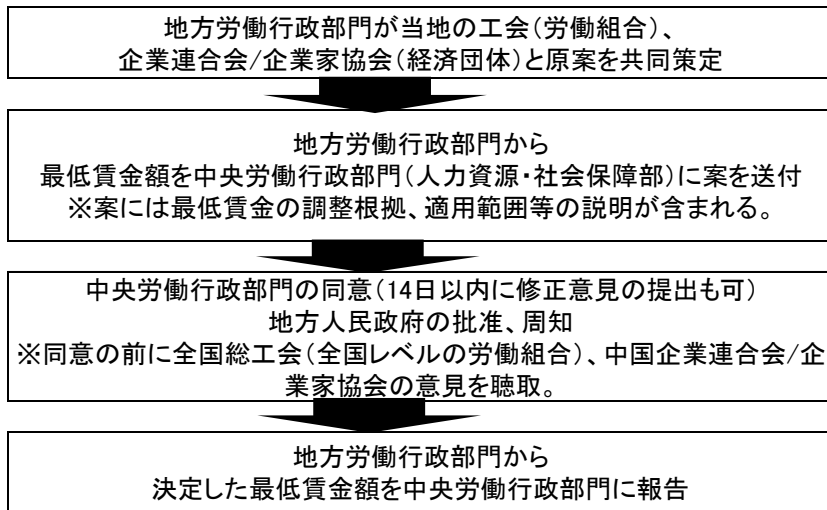 地方労働行政部門が当地の工会（労働組合）、
企業連合会/企業家協会（経済団体）と原案を共同策定
地方労働行政部門から
最低賃金額を中央労働行政部門（人力資源・社会保障部）に案を送付
※案には最低賃金の調整根拠、適用範囲等の説明が含まれる。
中央労働行政部門の同意（14日以内に修正意見の提出も可）
地方人民政府の批准、周知
※同意の前に全国総工会（全国レベルの労働組合）、中国企業連合会/企
業家協会の意見を聴取。
地方労働行政部門から
決定した最低賃金額を中央労働行政部門に報告